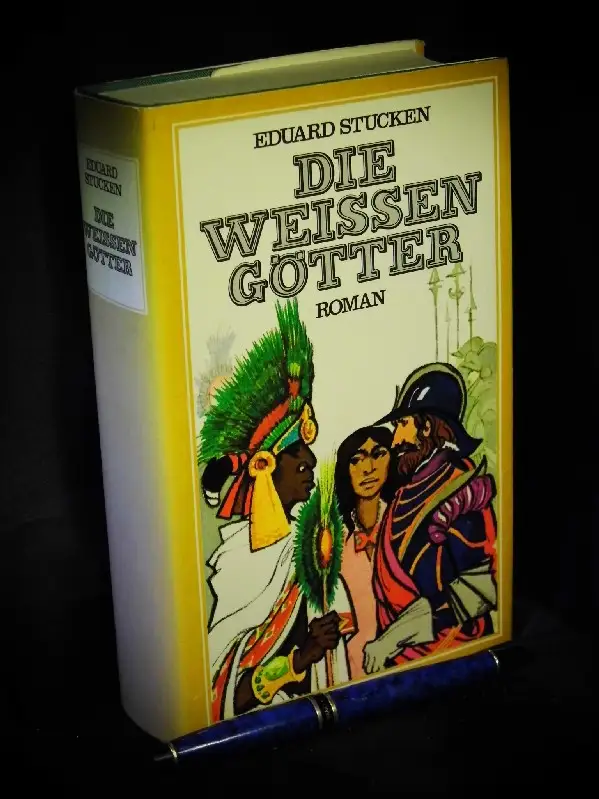 EDUARD STUCKEN
DIE
WEISSEN
GÖTTER
ROMAN
EDUARD
STUCKEN
DIE
WEISSEN
GÖTTER